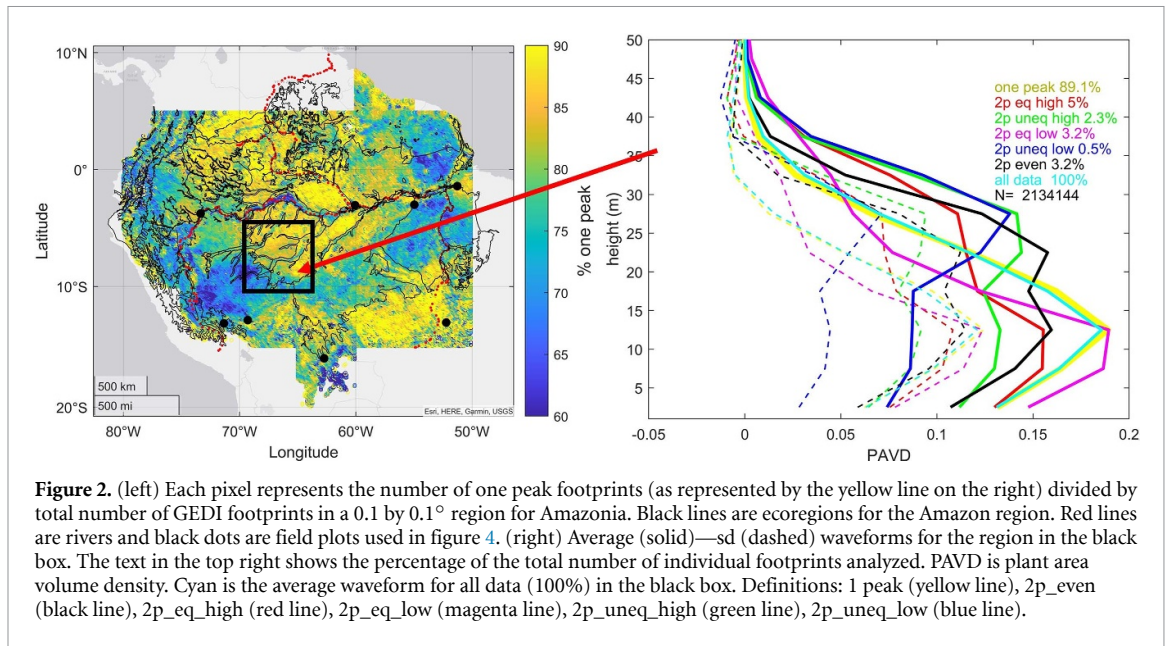 10°N
0°
10°S
20°S
Latitude
80°W
70°W
60°W
50°W
Longitude
500 km
500 mi
Esri, HERE, Garmin, USGS
90
85
80
75
70
65
60
% one peak
50
45
40
35
30
25
20
15
10
5
height (m)
-0.05
0
0.05
0.1
0.15
0.2
PAVD
one peak 89.1%
2p eq high 5%
2p uneq high 2.3%
2p eq low 3.2%
2p uneq low 0.5%
2p even 3.2%
all data 100%
N= 2134144
Figure 2. (left) Each pixel represents the number of one peak footprints (as represented by the yellow line on the right) divided by
total number of GEDI footprints in a 0.1 by 0.1° region for Amazonia. Black lines are ecoregions for the Amazon region. Red lines
are rivers and black dots are field plots used in figure 4. (right) Average (solid)—sd (dashed) waveforms for the region in the black
box. The text in the top right shows the percentage of the total number of individual footprints analyzed. PAVD is plant area
volume density. Cyan is the average waveform for all data (100%) in the black box. Definitions: 1 peak (yellow line), 2p_even
(black line), 2p_eq_high (red line), 2p_eq_low (magenta line), 2p_uneq_high (green line), 2p_uneq_low (blue line).